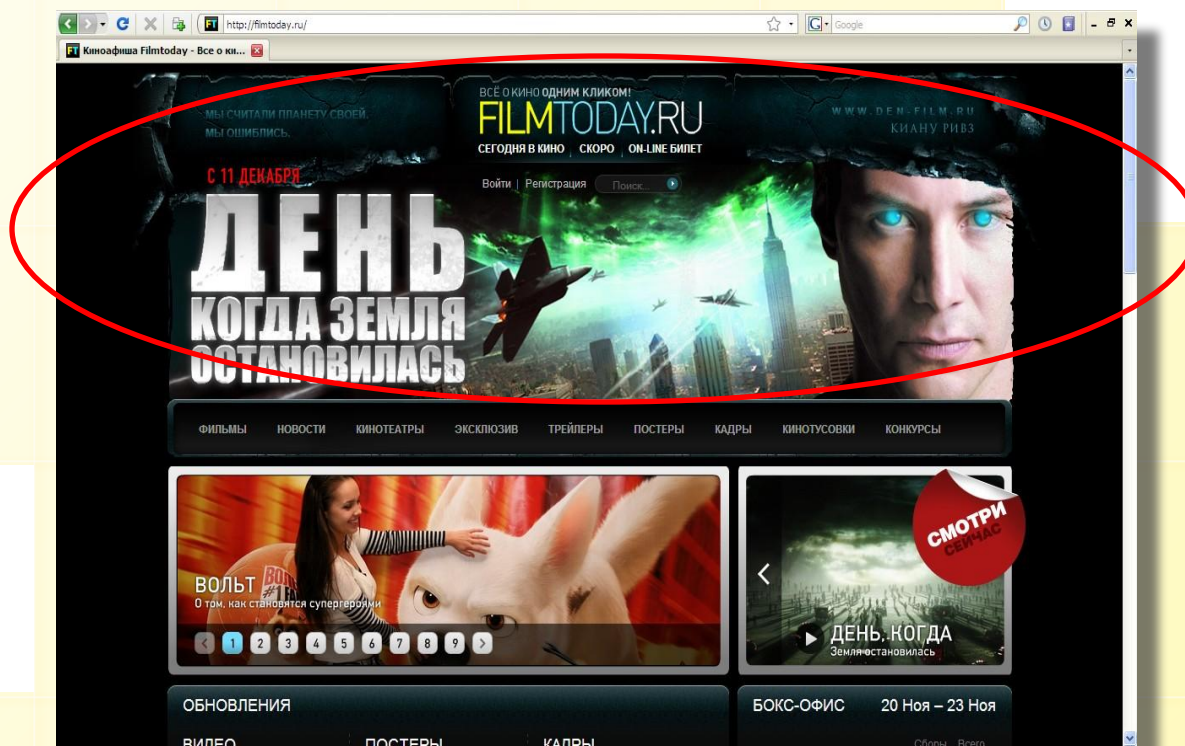 http://filmtoday.ru/
Google
Киноафиша Filmtoday - Все о ки...
ВСЁ О КИНО ОДНИМ КЛИКОМ!
FILMTODAY.RU
СЕГОДНЯ В КИНО СКОРО ON-LINE БИЛЕТ
МЫ СЧИТАЛИ ПЛАНЕТУ СВОЕЙ.
МЫ ОШИБЛИСЬ.
WWW.DEN-FILM.RU
КИАНУ РИВЗ
Войти | Регистрация Поиск...
С 11 ДЕКАБРЯ
ДЕНЬ
КОГДА ЗЕМЛЯ
ОСТАНОВИЛАСЬ
ФИЛЬМЫ НОВОСТИ КИНОТЕАТРЫ ЭКСКЛЮЗИВ ТРЕЙЛЕРЫ ПОСТЕРЫ КАДРЫ КИНОТУСОВКИ КОНКУРСЫ
ВОЛЬТ
О том, как становятся супергероями
1 2 3 4 5 6 7 8 9
СМОТРИ
СЕЙЧАС
ДЕНЬ, КОГДА
Земля остановилась
ОБНОВЛЕНИЯ
БОКС-ОФИС 20 Ноя – 23 Ноя
ВИДЕО ПОСТЕРЫ КАДРЫ
Сборы Всего